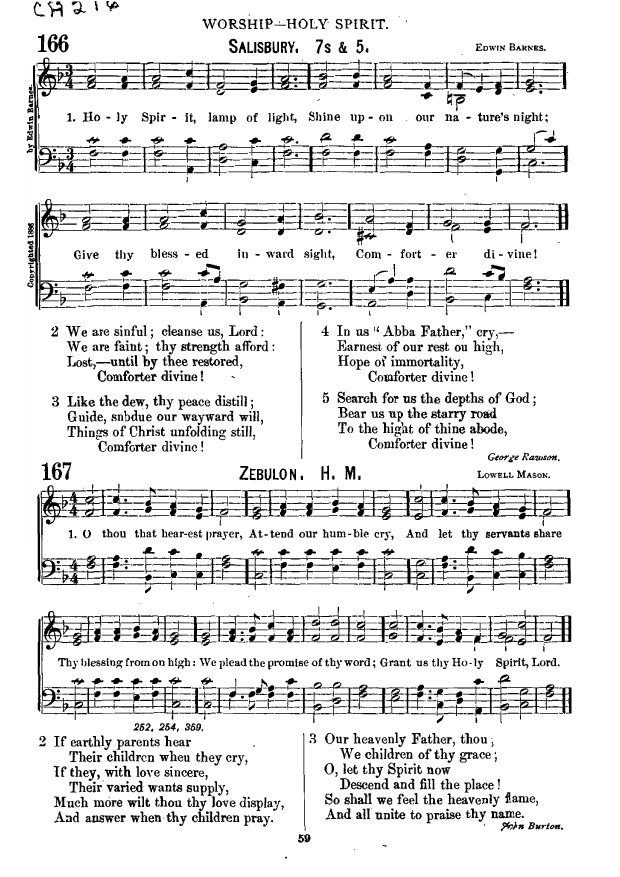 CH214
WORSHIP—HOLY SPIRIT.
166
SALISBURY. 7s & 5.
EDWIN BARNES.
by Edwin Barnes.
1. Ho - ly Spir - it, lamp of light, Shine up - on our na - ture's night;
Copyrighted 1886
Give thy bless - ed in - ward sight, Com - fort - er di - vine!
2 We are sinful; cleanse us, Lord:
We are faint; thy strength afford:
Lost,—until by thee restored,
Comforter divine!
3 Like the dew, thy peace distill;
Guide, snbdue our wayward will,
Things of Christ unfolding still,
Comforter divine!
4 In us "Abba Father," cry,—
Earnest of our rest ou high,
Hope of immortality,
Comforter divine!
5 Search for us the depths of God;
Bear us up the starry road
To the hight of thine abode,
Comforter divine!
George Rawson.
167
ZEBULON. H. M.
LOWELL MASON.
1. O thou that hear-est prayer, At-tend our hum-ble cry, And let thy servants share
Thy blessing from on high: We plead the promise of thy word; Grant us thy Ho-ly Spirit, Lord.
252, 254, 359.
2 If earthly parents hear
Their children wheu they cry,
If they, with love sincere,
Their varied wants supply,
Much more wilt thou thy love display,
And answer when thy children pray.
3 Our heavenly Father, thou;
We children of thy grace;
O, let thy Spirit now
Descend and fill the place!
So shall we feel the heavenly flame,
And all unite to praise thy name.
John Burton.
59